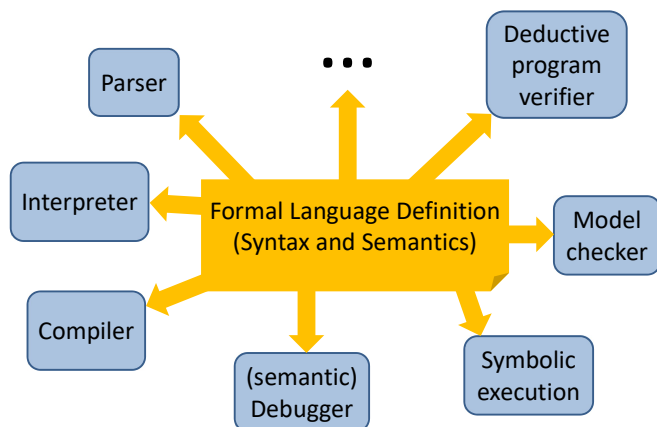 ...
Deductive
program
verifier
Parser
Interpreter
Formal Language Definition
(Syntax and Semantics)
Model
checker
Compiler
(semantic)
Debugger
Symbolic
execution